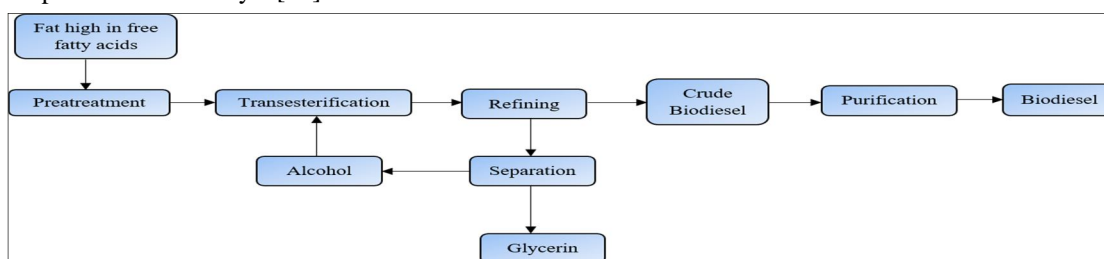 Fat high in free
fatty acids
Preatreatment
Transesterification
Refining
Crude
Biodiesel
Purification
Biodiesel
Alcohol
Separation
Glycerin